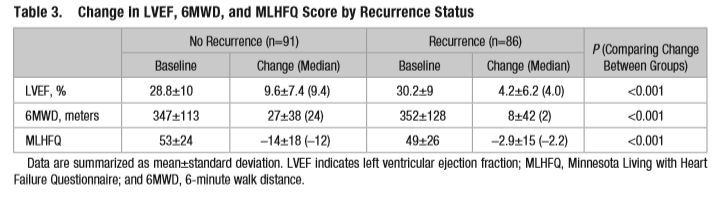 Table 3. Change in LVEF, 6MWD, and MLHFQ Score by Recurrence Status
No Recurrence (n=91) Recurrence (n=86) P (Comparing Change Between Groups)
Baseline Change (Median) Baseline Change (Median)
LVEF, % 28.8±10 9.6±7.4 (9.4) 30.2±9 4.2±6.2 (4.0) <0.001
6MWD, meters 347±113 27±38 (24) 352±128 8±42 (2) <0.001
MLHFQ 53±24 −14±18 (−12) 49±26 −2.9±15 (−2.2) <0.001
Data are summarized as mean±standard deviation. LVEF indicates left ventricular ejection fraction; MLHFQ, Minnesota Living with Heart
Failure Questionnaire; and 6MWD, 6-minute walk distance.